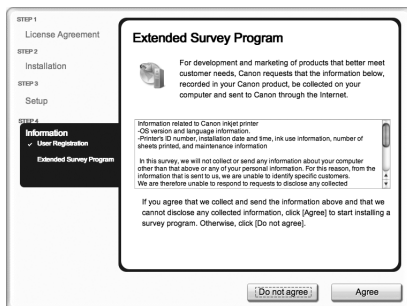 STEP 1
License Agreement
STEP 2
Installation
STEP 3
Setup
STEP 4
Information
User Registration
Extended Survey Program
Extended Survey Program
For development and marketing of products that better meet
customer needs, Canon requests that the information below,
recorded in your Canon product, be collected on your
computer and sent to Canon through the Internet.
Information related to Canon inkjet printer
-OS version and language information.
-Printer's ID number, installation date and time, ink use information, number of
sheets printed, and maintenance information
In this survey, we will not collect or send any information about your computer
other than that above or any of your personal information. For this reason, from the
information that is sent to us, we are unable to identify specific customers.
We are therefore unable to respond to requests to disclose any collected
If you agree that we collect and send the information above and that we
cannot disclose any collected information, click [Agree] to start installing a
survey program. Otherwise, click [Do not agree].
Do not agree
Agree